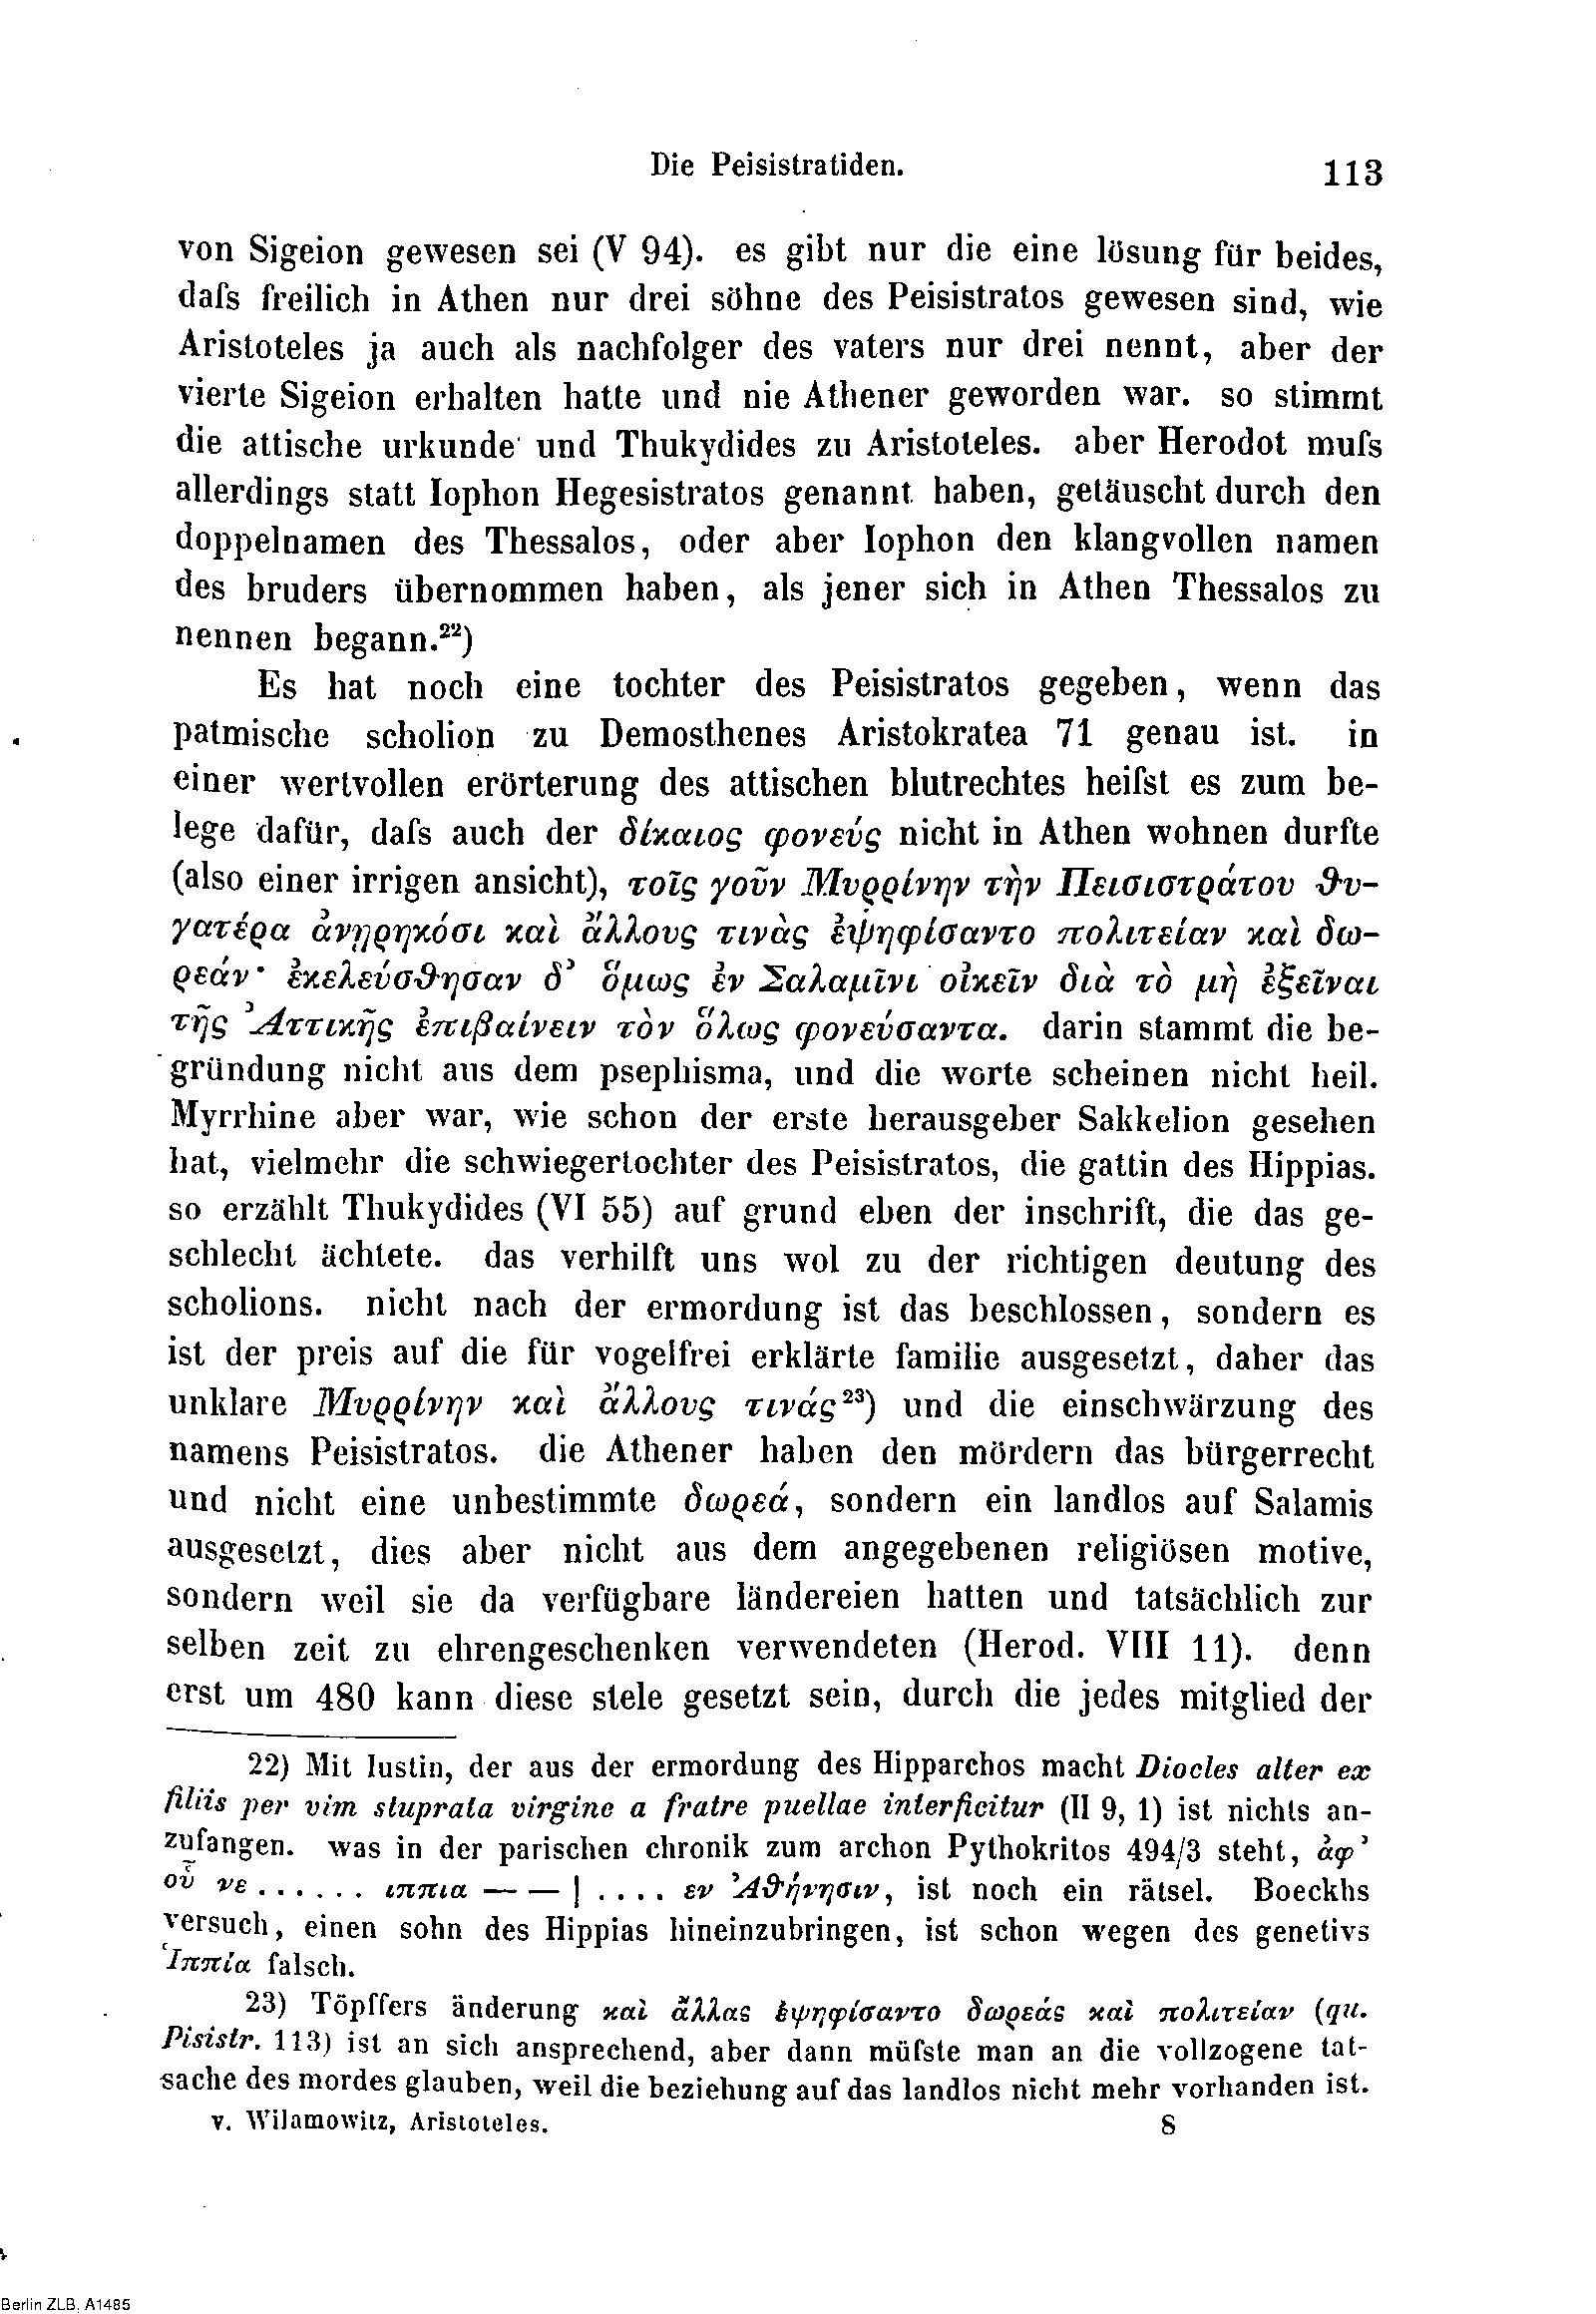 Die Peisistratiden. 113
von Sigeion gewesen sei (V 94). es gibt nur die eine lösung für beides,
daſs freilich in Athen nur drei söhne des Peisistratos gewesen sind, wie
Aristoteles ja auch als nachfolger des vaters nur drei nennt, aber der
vierte Sigeion erhalten hatte und nie Athener geworden war. so stimmt
die attische urkunde und Thukydides zu Aristoteles. aber Herodot muſs
allerdings statt Iophon Hegesistratos genannt haben, getäuscht durch den
doppelnamen des Thessalos, oder aber Iophon den klangvollen namen
des bruders übernommen haben, als jener sich in Athen Thessalos zu
nennen begann.²²)
Es hat noch eine tochter des Peisistratos gegeben, wenn das
patmische scholion zu Demosthenes Aristokratea 71 genau ist. in
einer wertvollen erörterung des attischen blutrechtes heiſst es zum be-
lege dafür, daſs auch der δίκαιος φονεύς nicht in Athen wohnen durfte
(also einer irrigen ansicht), τοῖς γοῦν Μυρρίνην τὴν Πεισιστράτου θυ-
γατέρα ἀνῃρηκόσι καὶ ἄλλους τινὰς ἐψηφίσαντο πολιτείαν καὶ δω-
ρεάν· ἐκελεύσθησαν δ' ὅμως ἐν Σαλαμῖνι οἰκεῖν διὰ τὸ μὴ ἐξεῖναι
τῆς Ἀττικῆς ἐπιβαίνειν τὸν ὅλως φονεύσαντα. darin stammt die be-
gründung nicht aus dem psephisma, und die worte scheinen nicht heil.
Myrrhine aber war, wie schon der erste herausgeber Sakkelion gesehen
hat, vielmehr die schwiegertochter des Peisistratos, die gattin des Hippias.
so erzählt Thukydides (VI 55) auf grund eben der inschrift, die das ge-
schlecht ächtete. das verhilft uns wol zu der richtigen deutung des
scholions. nicht nach der ermordung ist das beschlossen, sondern es
ist der preis auf die für vogelfrei erklärte familie ausgesetzt, daher das
unklare Μυρρίνην καὶ ἄλλους τινάς²³) und die einschwärzung des
namens Peisistratos. die Athener haben den mördern das bürgerrecht
und nicht eine unbestimmte δωρεά, sondern ein landlos auf Salamis
ausgesetzt, dies aber nicht aus dem angegebenen religiösen motive,
sondern weil sie da verfügbare ländereien hatten und tatsächlich zur
selben zeit zu ehrengeschenken verwendeten (Herod. VIII 11). denn
erst um 480 kann diese stele gesetzt sein, durch die jedes mitglied der
22) Mit Iustin, der aus der ermordung des Hipparchos macht Diocles alter ex
filiis per vim stuprata virgine a fratre puellae interficitur (II 9, 1) ist nichts an-
zufangen. was in der parischen chronik zum archon Pythokritos 494/3 steht, ἀφ'
οὗ νε ...... ιππια — — | .... εν Ἀθήνησιν, ist noch ein rätsel. Boeckhs
versuch, einen sohn des Hippias hineinzubringen, ist schon wegen des genetivs
Ἱππία falsch.
23) Töpffers änderung καὶ ἄλλας ἐψηφίσαντο δωρεάς καὶ πολιτείαν (qu.
Pisistr. 113) ist an sich ansprechend, aber dann müſste man an die vollzogene tat-
sache des mordes glauben, weil die beziehung auf das landlos nicht mehr vorhanden ist.
v. Wilamowitz, Aristoteles. 8
Berlin ZLB, A1485